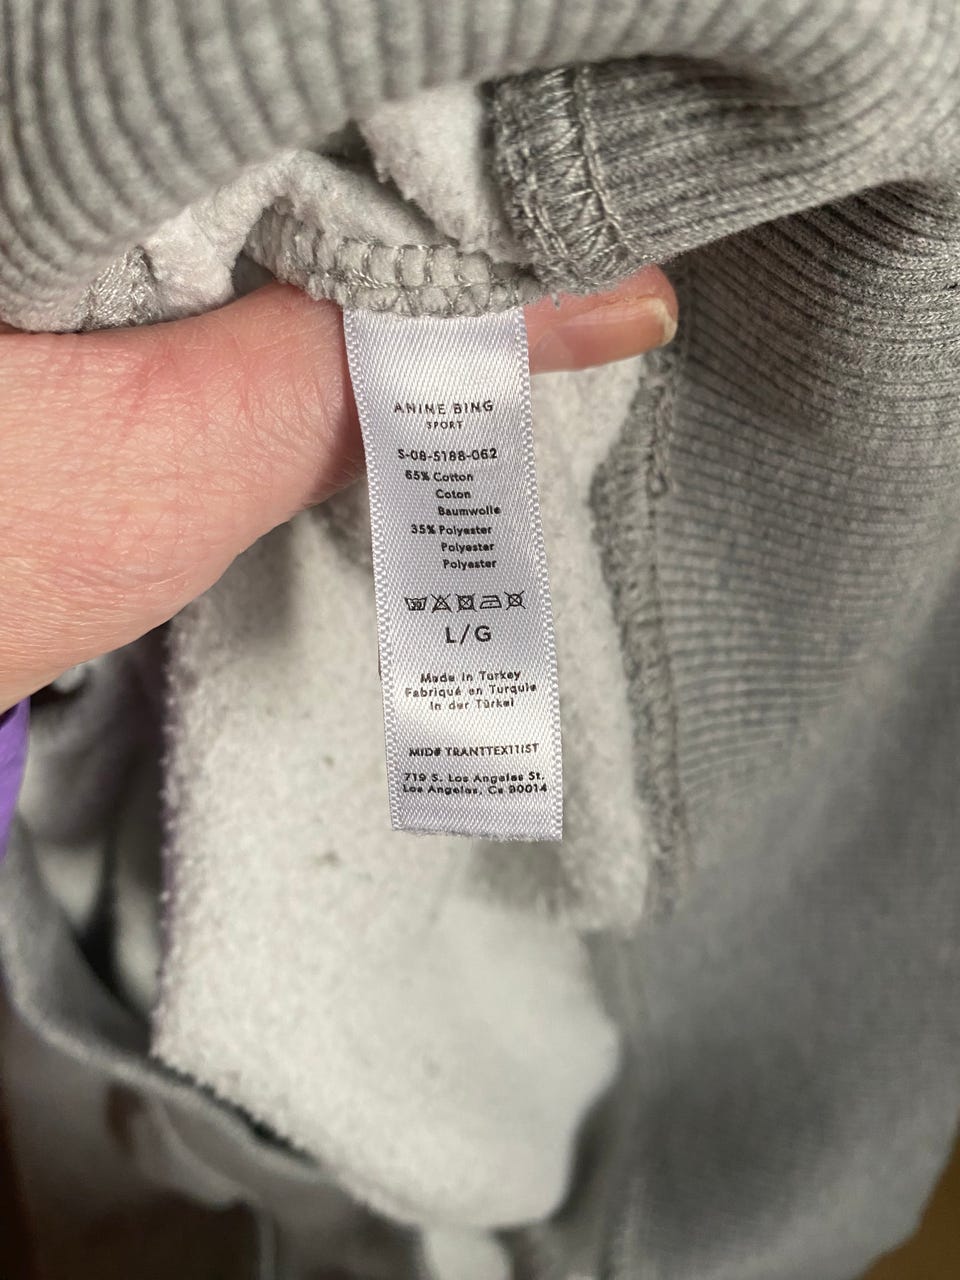 ANINE BING
SPORT
S-08-5188-062
65% Cotton
Coton
Baumwolle
35% Polyester
Polyester
Polyester
L/G
Made in Turkey
Fabriqué en Turquie
In der Türkei
MID# TRANTTEX111IST
719 S. Los Angeles St.
Los Angeles, Ca 90014